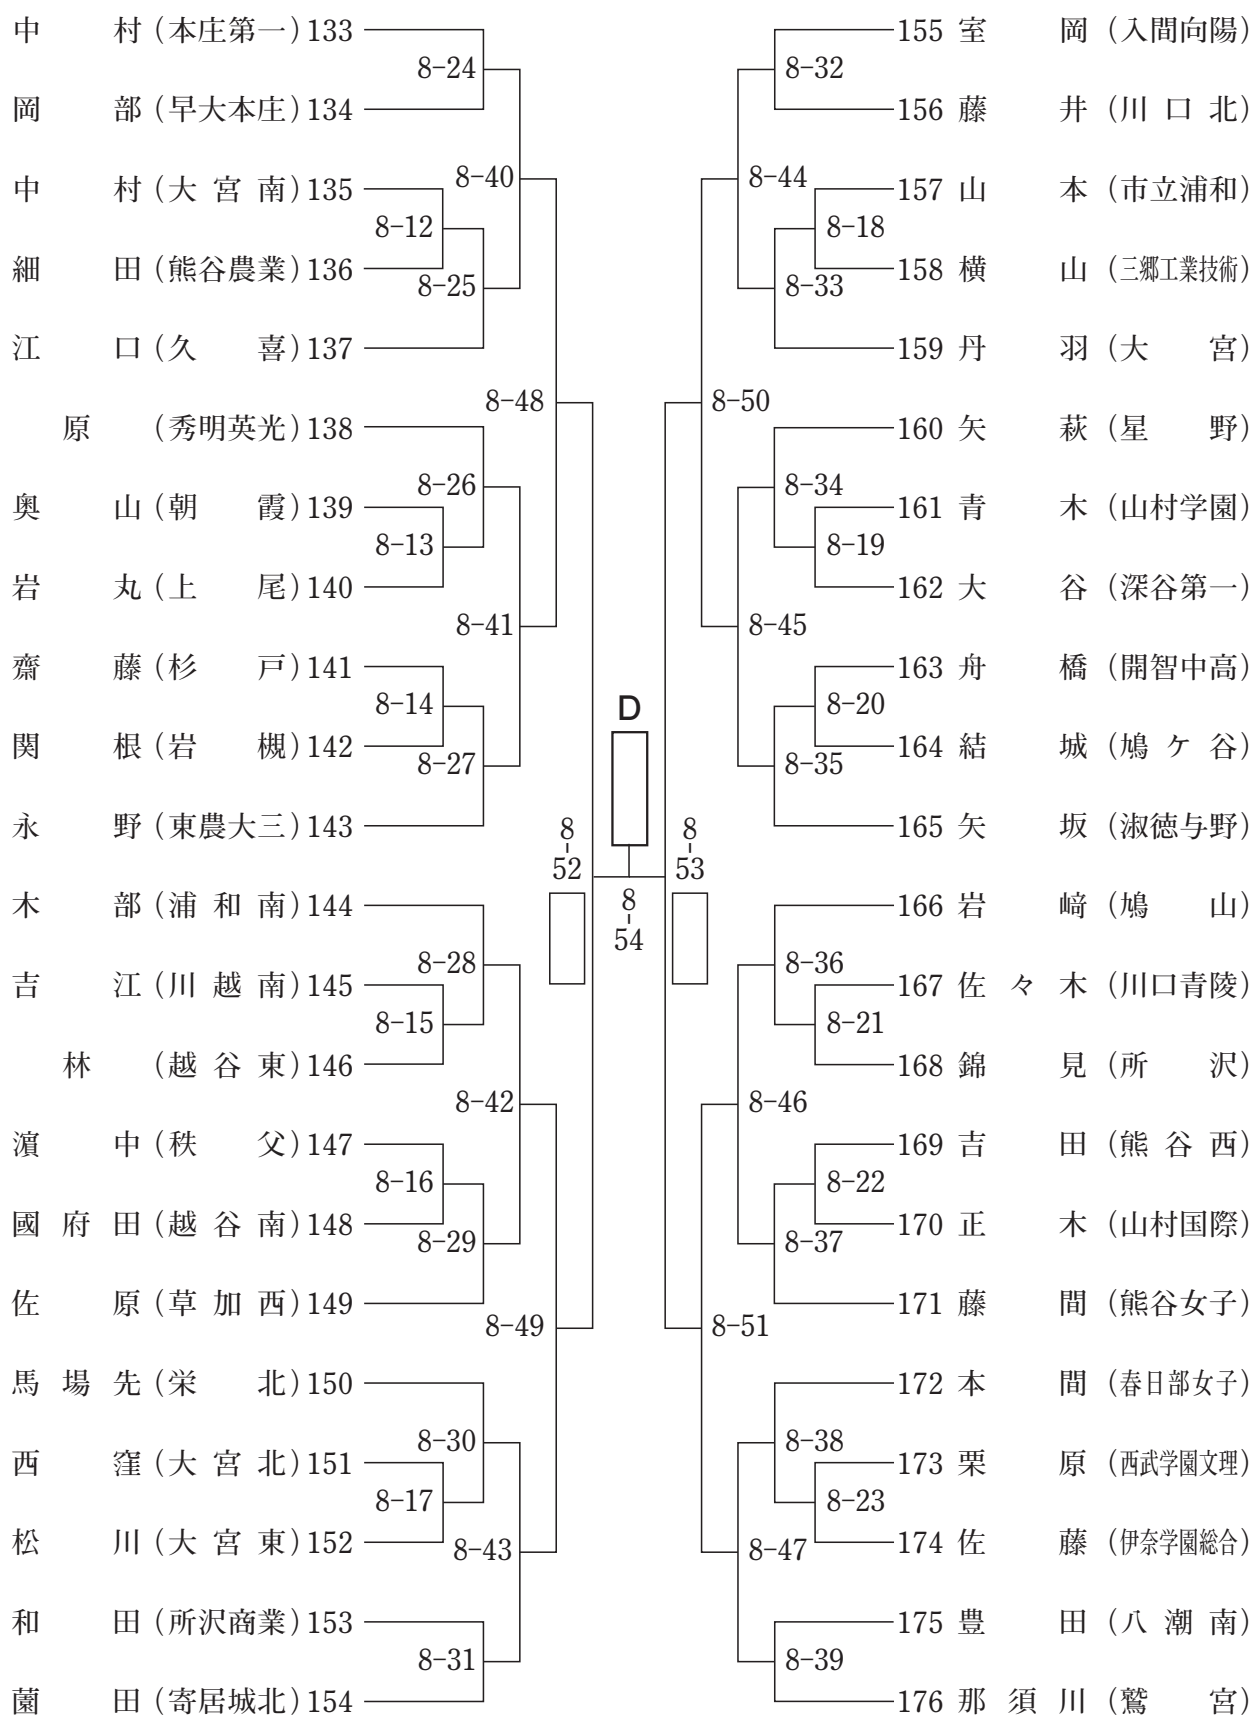 中村(本庄第一)133
8-24
岡部(早大本庄)134
8-40
中村(大宮南)135
8-12
細田(熊谷農業)136
8-25
江口(久喜)137
8-48
原(秀明英光)138
8-26
奥山(朝霞)139
8-13
岩丸(上尾)140
8-41
齋藤(杉戸)141
8-14
関根(岩槻)142
8-27
永野(東農大三)143
8-52
木部(浦和南)144
8-28
吉江(川越南)145
8-15
林(越谷東)146
8-42
濵中(秩父)147
8-16
國府田(越谷南)148
8-29
佐原(草加西)149
8-49
馬場先(栄北)150
8-30
西窪(大宮北)151
8-17
松川(大宮東)152
8-43
和田(所沢商業)153
8-31
薗田(寄居城北)154
D
8-54
155 室岡(入間向陽)
8-32
156 藤井(川口北)
8-44
157 山本(市立浦和)
8-18
158 横山(三郷工業技術)
8-33
159 丹羽(大宮)
8-50
160 矢萩(星野)
8-34
161 青木(山村学園)
8-19
162 大谷(深谷第一)
8-45
163 舟橋(開智中高)
8-20
164 結城(鳩ケ谷)
8-35
165 矢坂(淑徳与野)
8-53
166 岩﨑(鳩山)
8-36
167 佐々木(川口青陵)
8-21
168 錦見(所沢)
8-46
169 吉田(熊谷西)
8-22
170 正木(山村国際)
8-37
171 藤間(熊谷女子)
8-51
172 本間(春日部女子)
8-38
173 栗原(西武学園文理)
8-23
174 佐藤(伊奈学園総合)
8-47
175 豊田(八潮南)
8-39
176 那須川(鷲宮)